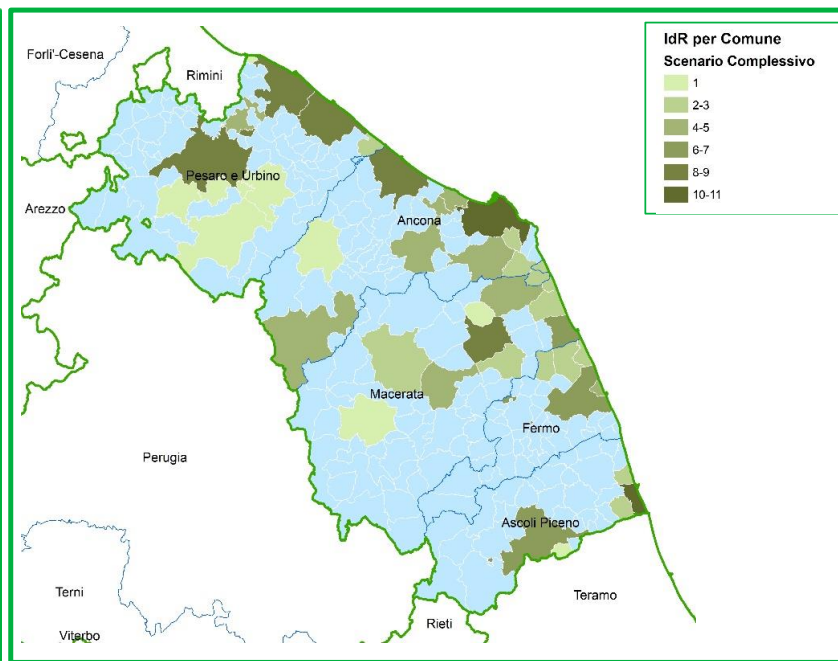 IdR per Comune
Scenario Complessivo
1
2-3
4-5
6-7
8-9
10-11
Forli'-Cesena
Rimini
Pesaro e Urbino
Arezzo
Ancona
Macerata
Fermo
Perugia
Ascoli Piceno
Terni
Teramo
Rieti
Viterbo